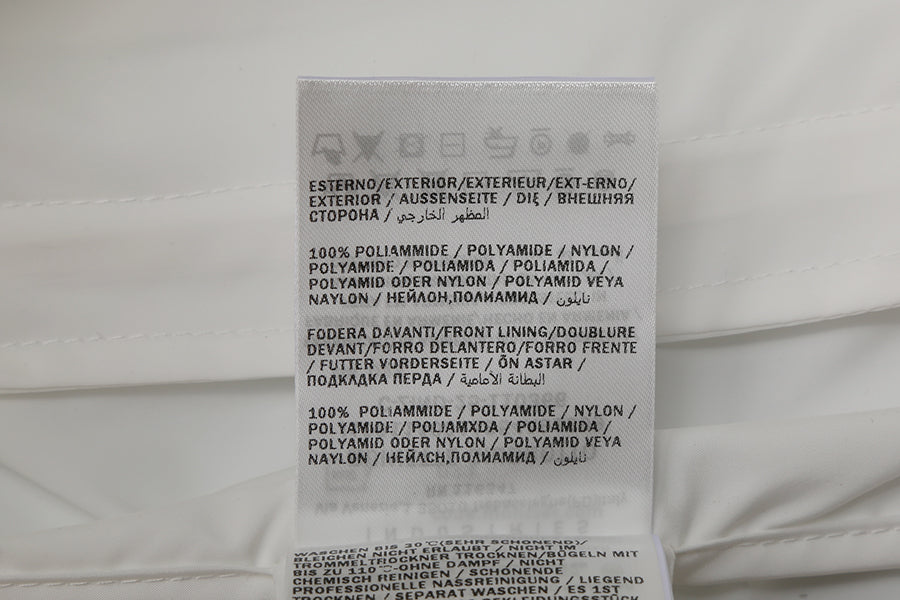 ESTERNO/EXTERIOR/EXTERIEUR/EXT-ERNO/
EXTERIOR / AUSSENSEITE / DIŞ / ВНЕШНЯЯ
СТОРОНА / المظهر الخارجي
100% POLIAMMIDE / POLYAMIDE / NYLON /
POLYAMIDE / POLIAMIDA / POLIAMIDA /
POLYAMID ODER NYLON / POLYAMID VEYA
NAYLON / НЕЙЛОН,ПОЛИАМИД / نايلون
FODERA DAVANTI/FRONT LINING/DOUBLURE
DEVANT/FORRO DELANTERO/FORRO FRENTE
/ FUTTER VORDERSEITE / ÖN ASTAR /
ПОДКЛДКА ПЕРДА / البطانة الأمامية
100% POLIAMMIDE / POLYAMIDE / NYLON /
POLYAMIDE / POLIAMXDA / POLIAMIDA /
POLYAMID ODER NYLON / POLYAMID VEYA
NAYLON / НЕЙЛСН,ПОЛИАМИД / نايلون
WASCHEN BIS 30°C(SEHR SCHONEND)/
BLEICHEN NICHT ERLAUBT / NICHT IM
TROMMELTROCKNER TROCKNEN/BÜGELN MIT
BIS ZU 110°C-OHNE DAMPF / NICHT
CHEMISCH REINIGEN / SCHONENDE
PROFESSIONELLE NASSREINIGUNG / LIEGEND
TROCKNEN / SEPARAT WASCHEN / ES IST
BEKLEIDUNGSSTÜCK